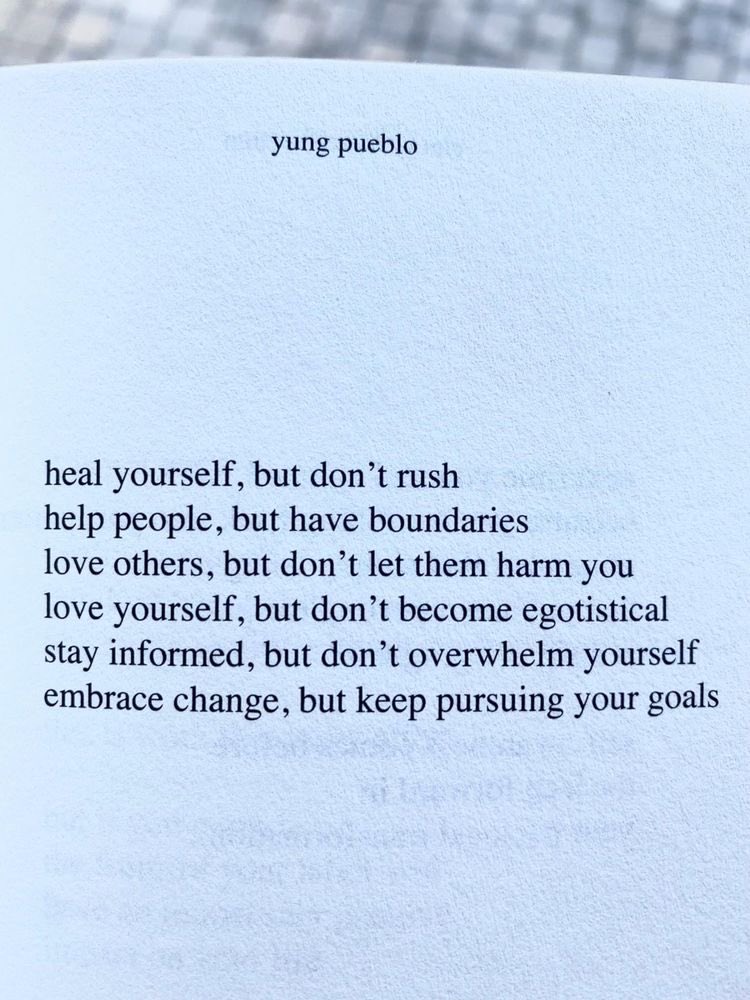 yung pueblo
heal yourself, but don't rush
help people, but have boundaries
love others, but don't let them harm you
love yourself, but don't become egotistical
stay informed, but don't overwhelm yourself
embrace change, but keep pursuing your goals